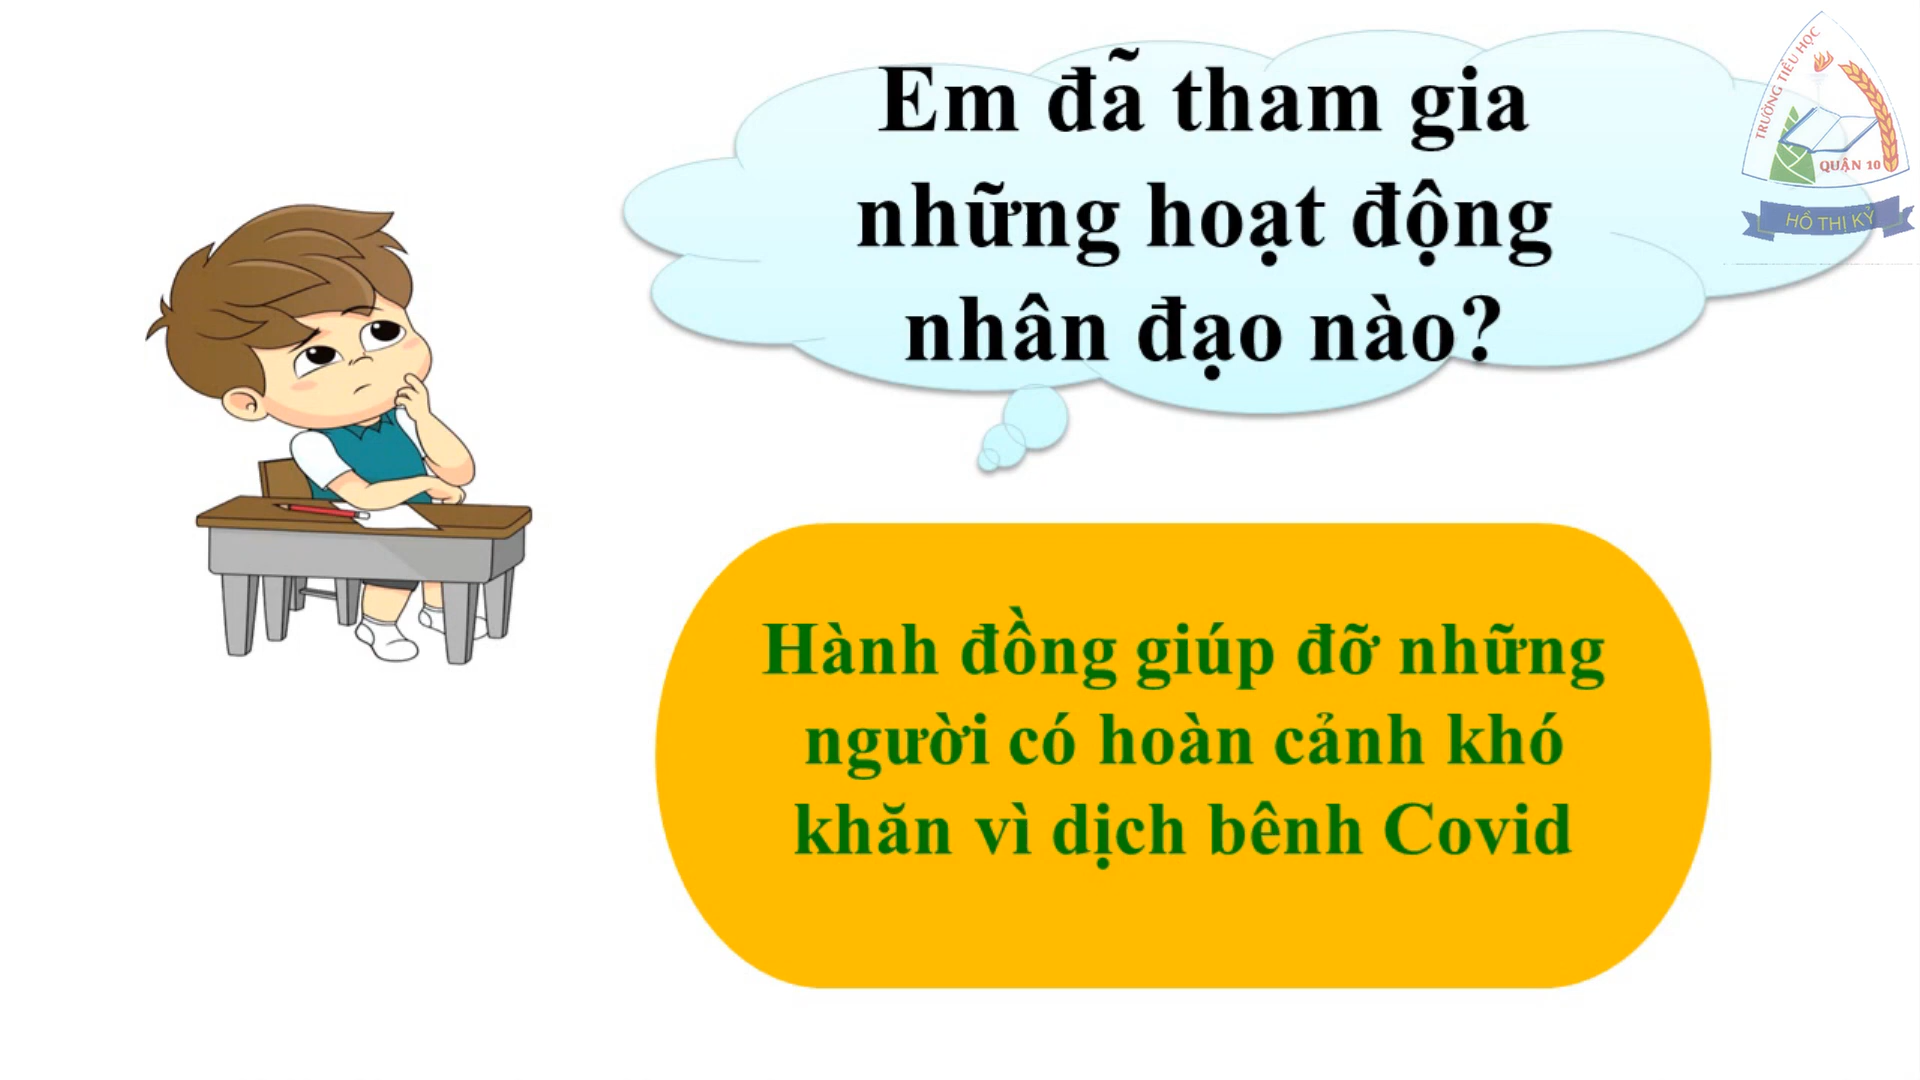 Em đã tham gia
những hoạt động
nhân đạo nào?
TRƯỜNG TIỂU HỌC
QUẬN 10
HỒ THỊ KỶ
Hành đồng giúp đỡ những
người có hoàn cảnh khó
khăn vì dịch bênh Covid